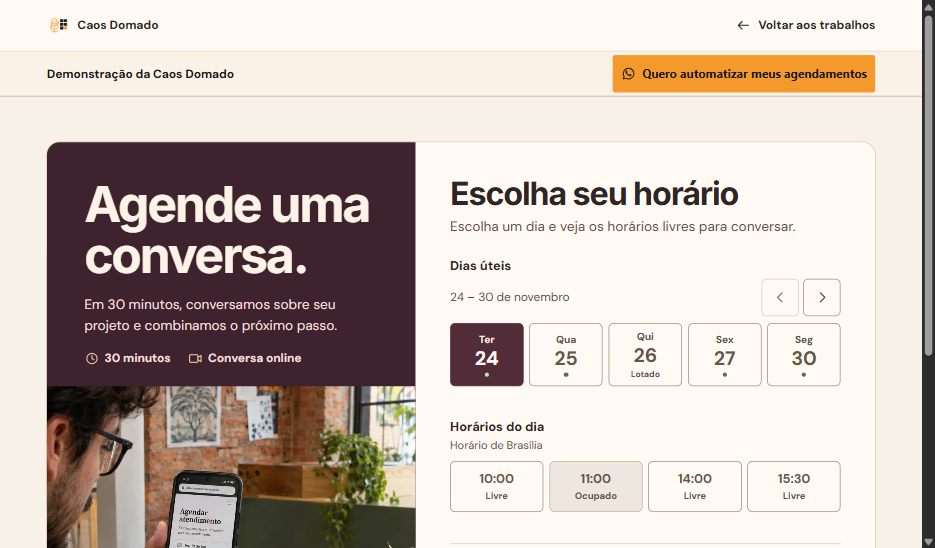 Caos Domado
Voltar aos trabalhos
Demonstração da Caos Domado
Quero automatizar meus agendamentos
Agende uma
conversa.
Em 30 minutos, conversamos sobre seu
projeto e combinamos o próximo passo.
30 minutos
Conversa online
Agendar
atendimento
Escolha seu horário
Escolha um dia e veja os horários livres para conversar.
Dias úteis
24 – 30 de novembro
Ter
24
Qua
25
Qui
26
Lotado
Sex
27
Seg
30
Horários do dia
Horário de Brasília
10:00
Livre
11:00
Ocupado
14:00
Livre
15:30
Livre